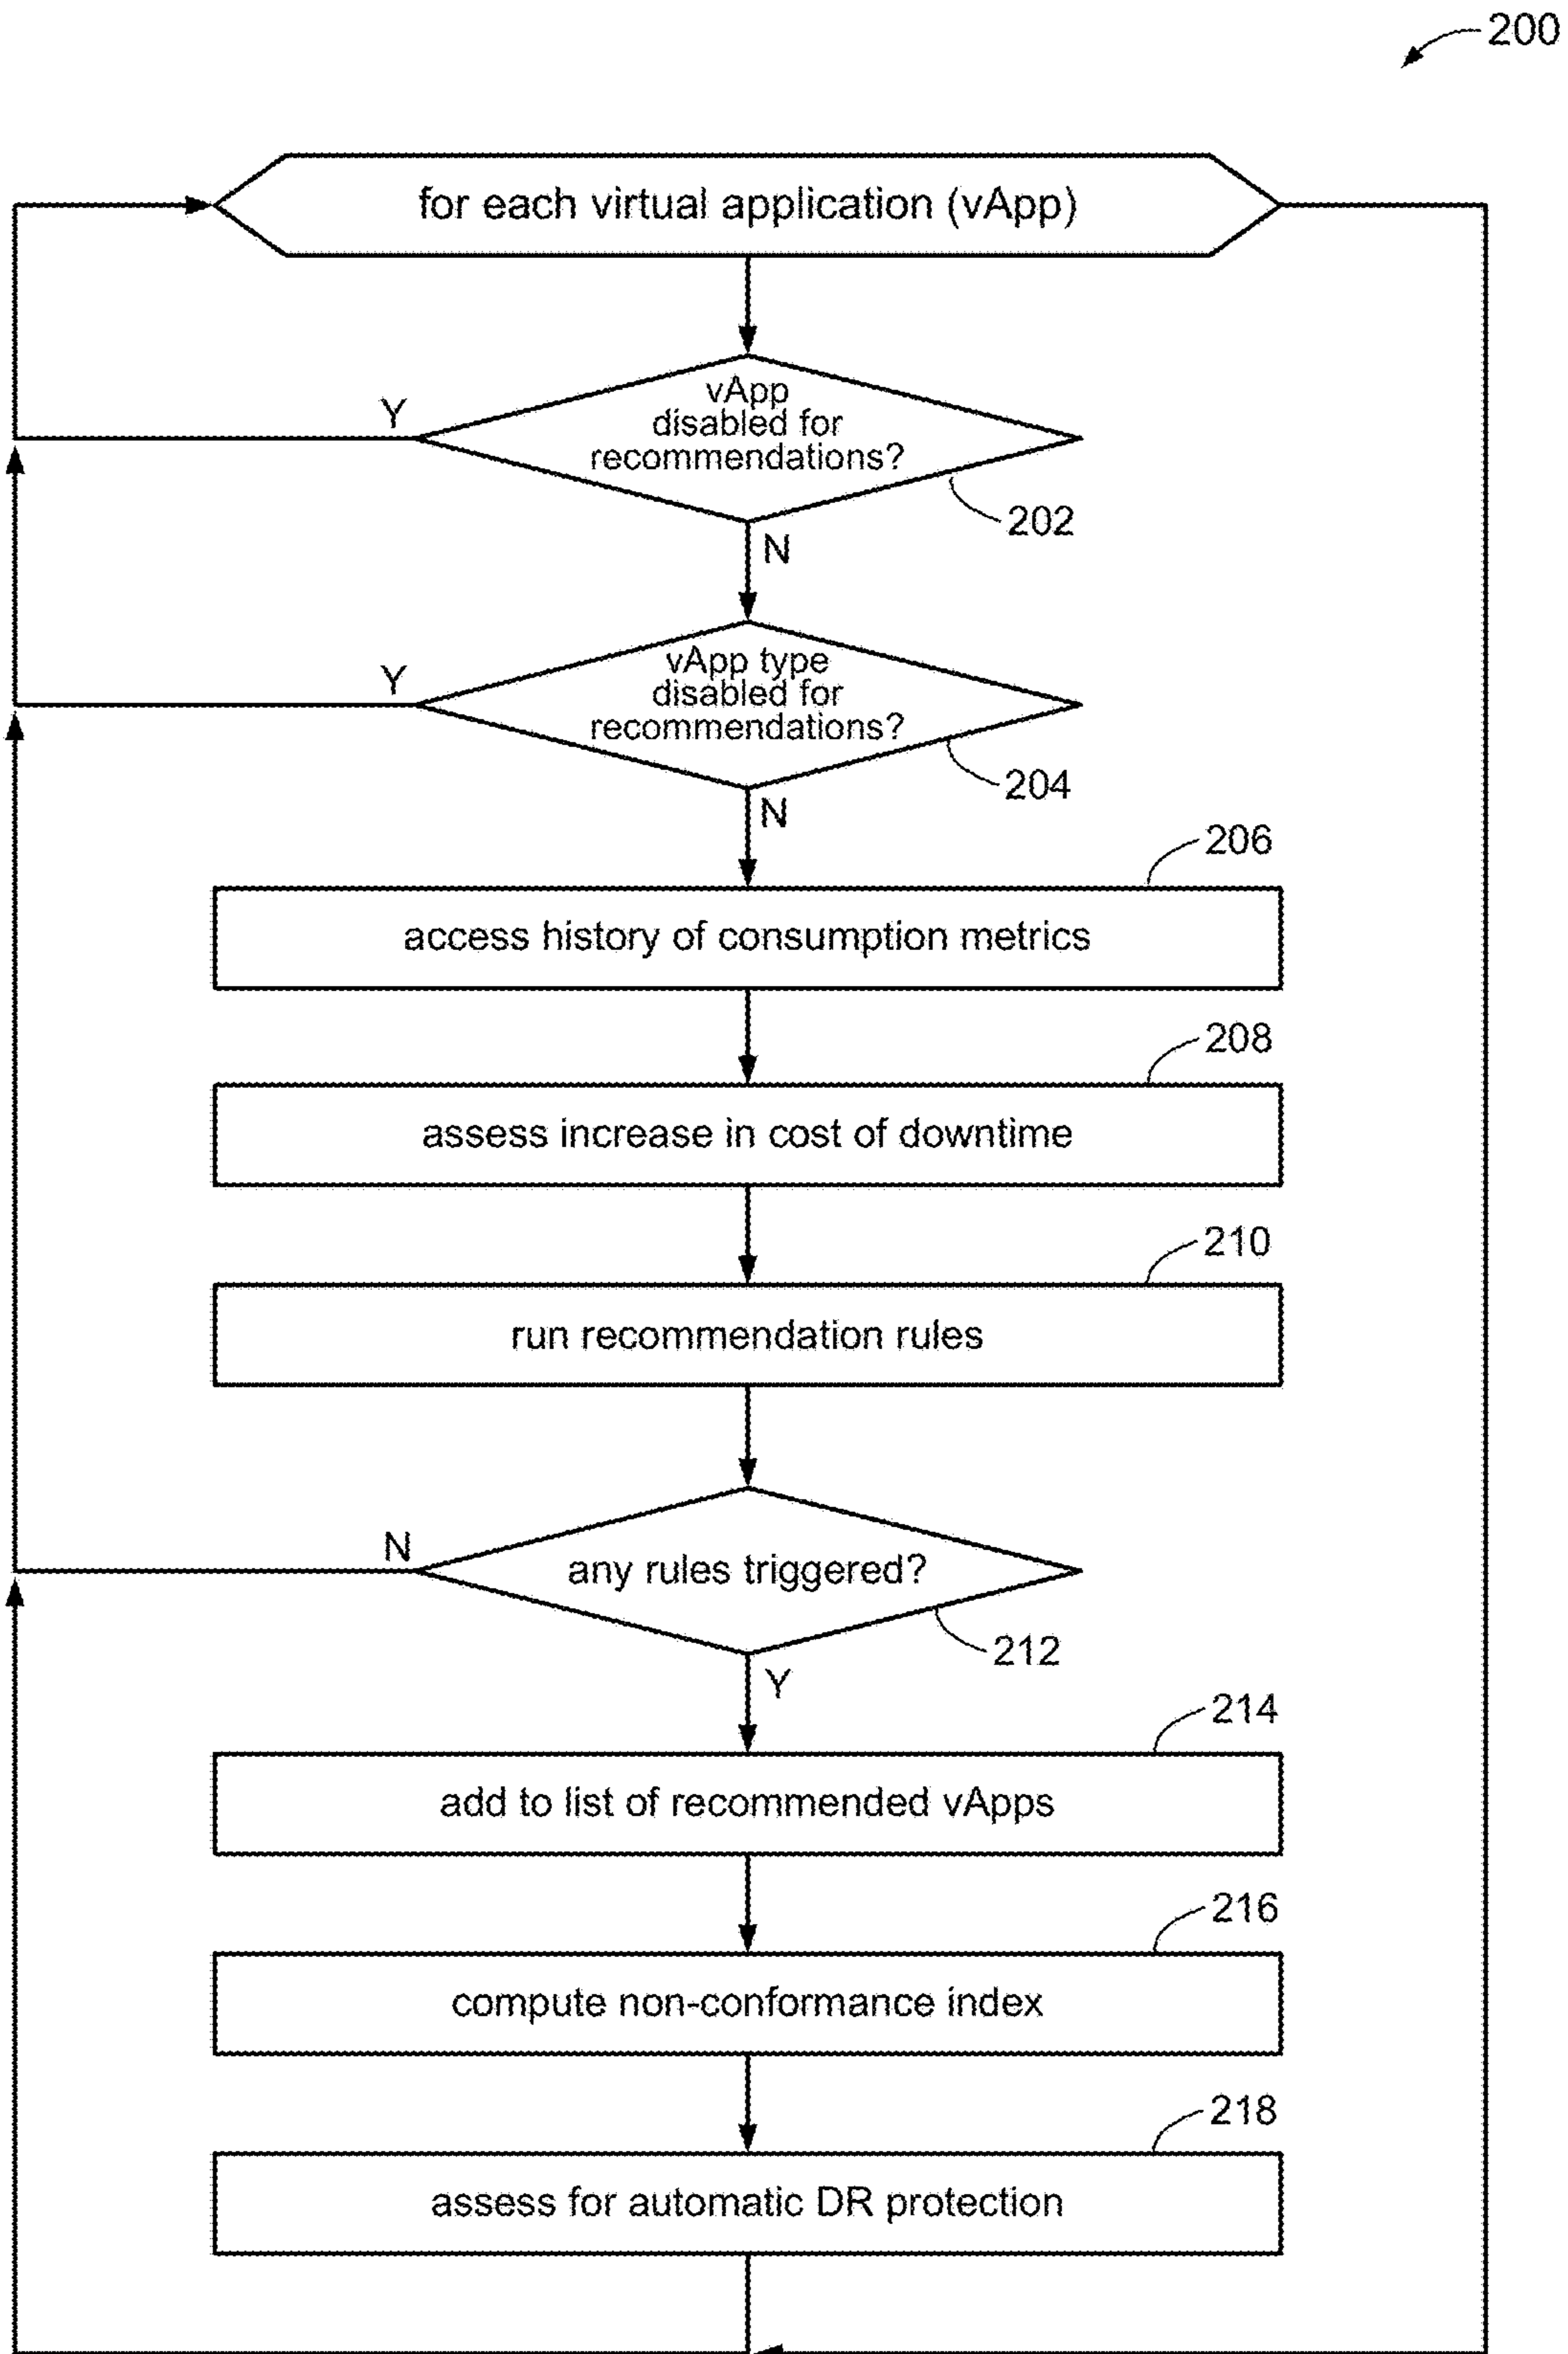 200
for each virtual application (vApp)
vApp
disabled for
recommendations?
Y
202
N
vApp type
disabled for
recommendations?
Y
204
N
206
access history of consumption metrics
208
assess increase in cost of downtime
210
run recommendation rules
N
any rules triggered?
212
Y
214
add to list of recommended vApps
216
compute non-conformance index
218
assess for automatic DR protection